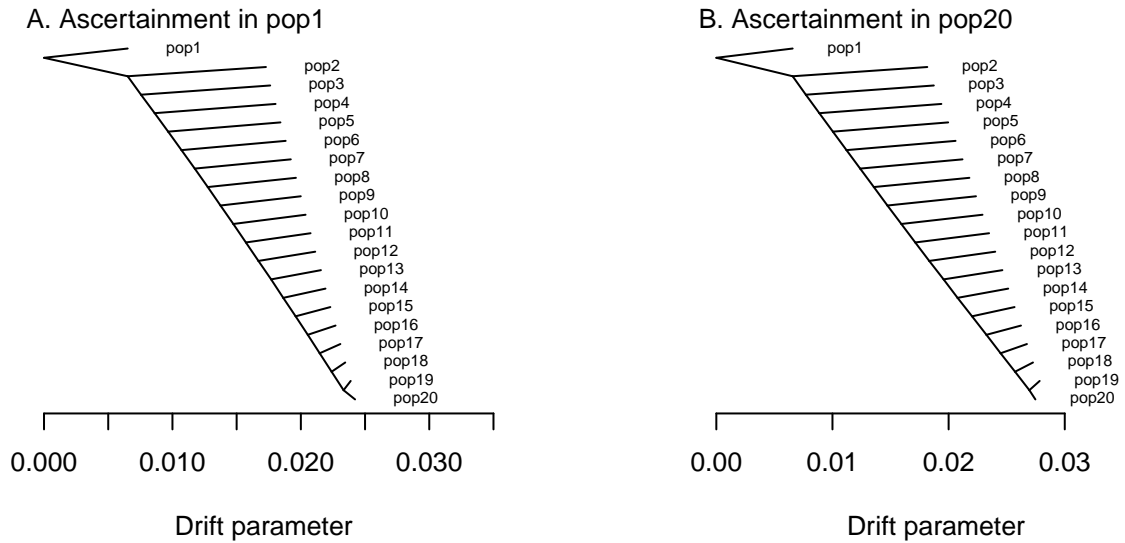 A. Ascertainment in pop1
pop1
pop2
pop3
pop4
pop5
pop6
pop7
pop8
pop9
pop10
pop11
pop12
pop13
pop14
pop15
pop16
pop17
pop18
pop19
pop20
0.000 0.010 0.020 0.030
Drift parameter
B. Ascertainment in pop20
pop1
pop2
pop3
pop4
pop5
pop6
pop7
pop8
pop9
pop10
pop11
pop12
pop13
pop14
pop15
pop16
pop17
pop18
pop19
pop20
0.00 0.01 0.02 0.03
Drift parameter